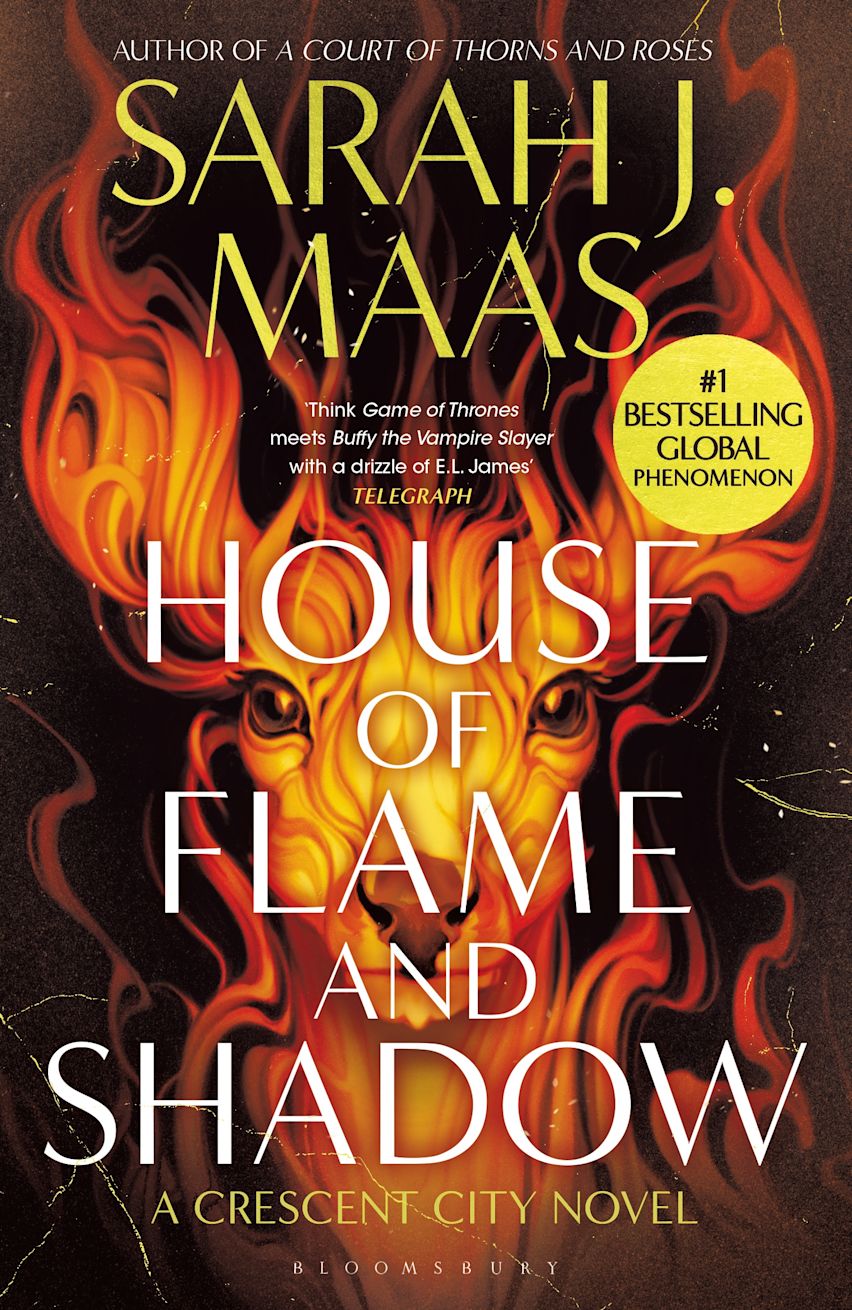 AUTHOR OF A COURT OF THORNS AND ROSES
SARAH J.
MAAS
'Think Game of Thrones
meets Buffy the Vampire Slayer
with a drizzle of E.L. James'
TELEGRAPH
#1
BESTSELLING
GLOBAL
PHENOMENON
HOUSE
OF
FLAME
AND
SHADOW
A CRESCENT CITY NOVEL
BLOOMSBURY